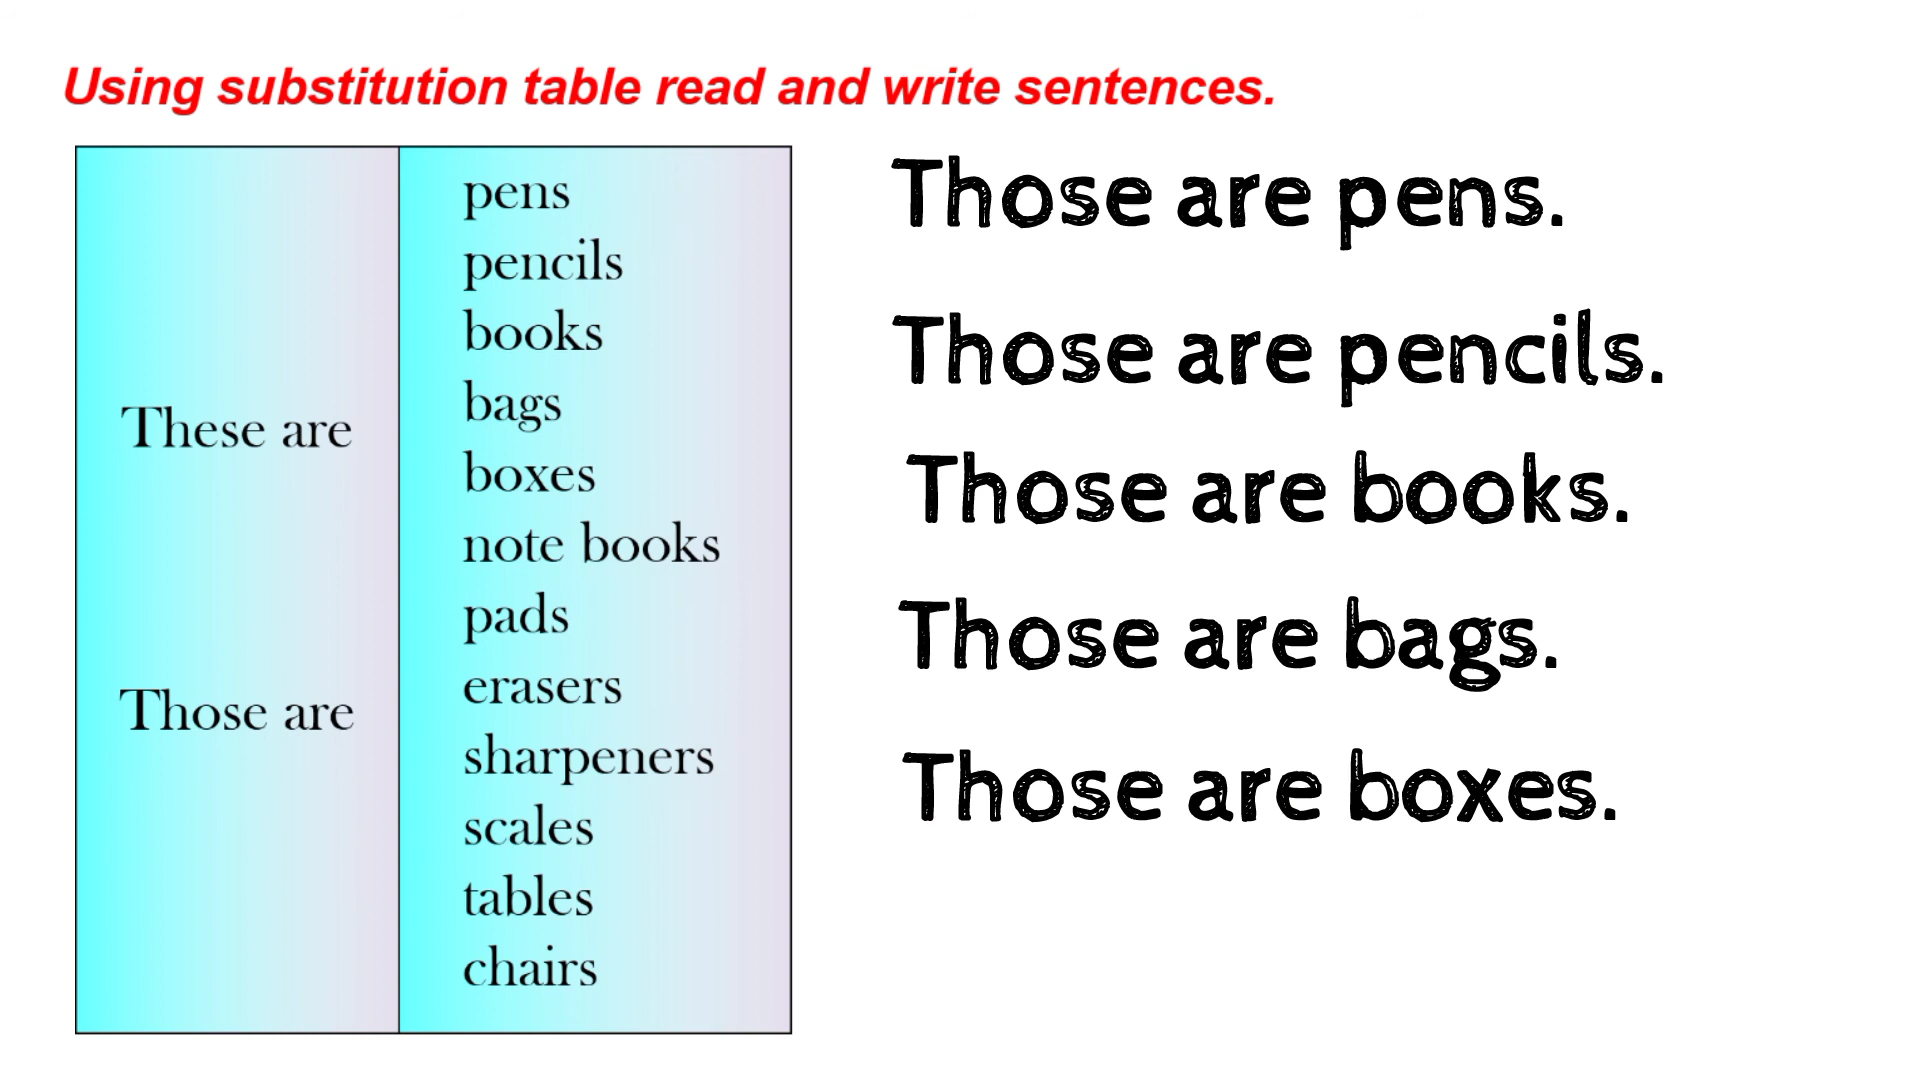 Using substitution table read and write sentences.
These are
Those are
pens
pencils
books
bags
boxes
note books
pads
erasers
sharpeners
scales
tables
chairs
Those are pens.
Those are pencils.
Those are books.
Those are bags.
Those are boxes.